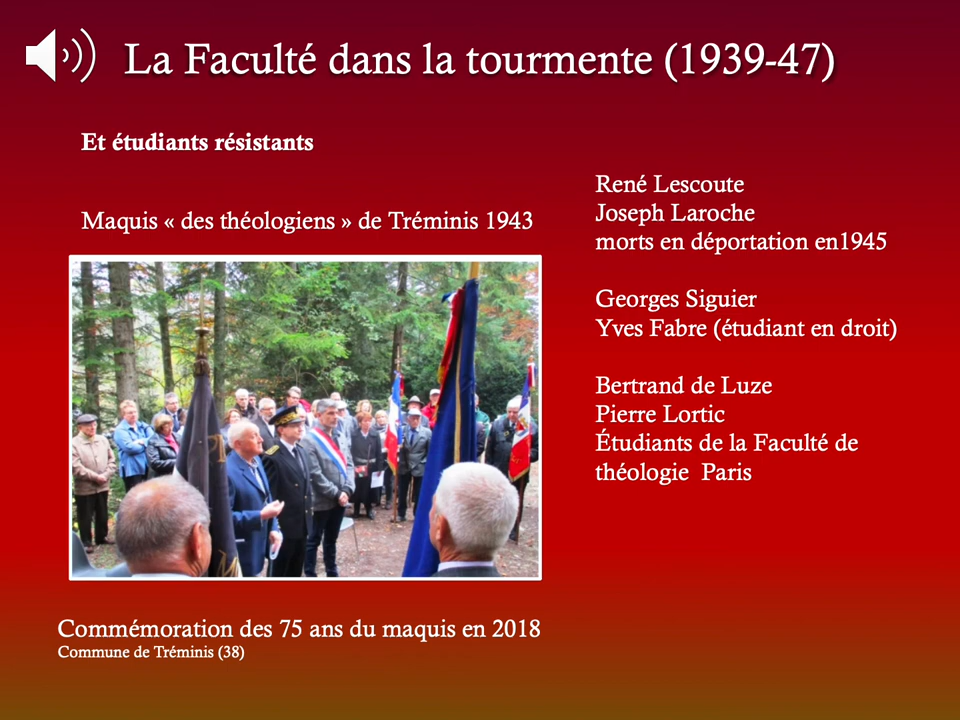 La Faculté dans la tourmente (1939-47)
Et étudiants résistants
Maquis « des théologiens » de Tréminis 1943
René Lescoute
Joseph Laroche
morts en déportation en1945
Georges Siguier
Yves Fabre (étudiant en droit)
Bertrand de Luze
Pierre Lortic
Étudiants de la Faculté de
théologie  Paris
Commémoration des 75 ans du maquis en 2018
Commune de Tréminis (38)